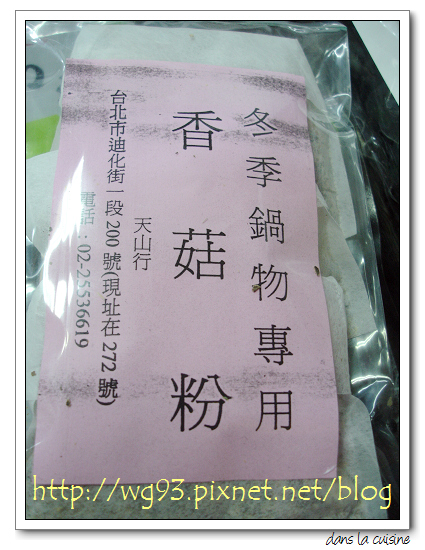 冬季鍋物專用
香菇粉
天山行
台北市迪化街一段200號(現址在272號)
電話：02-25536619
http://wg93.pixnet.net/blog
dans la cuisine